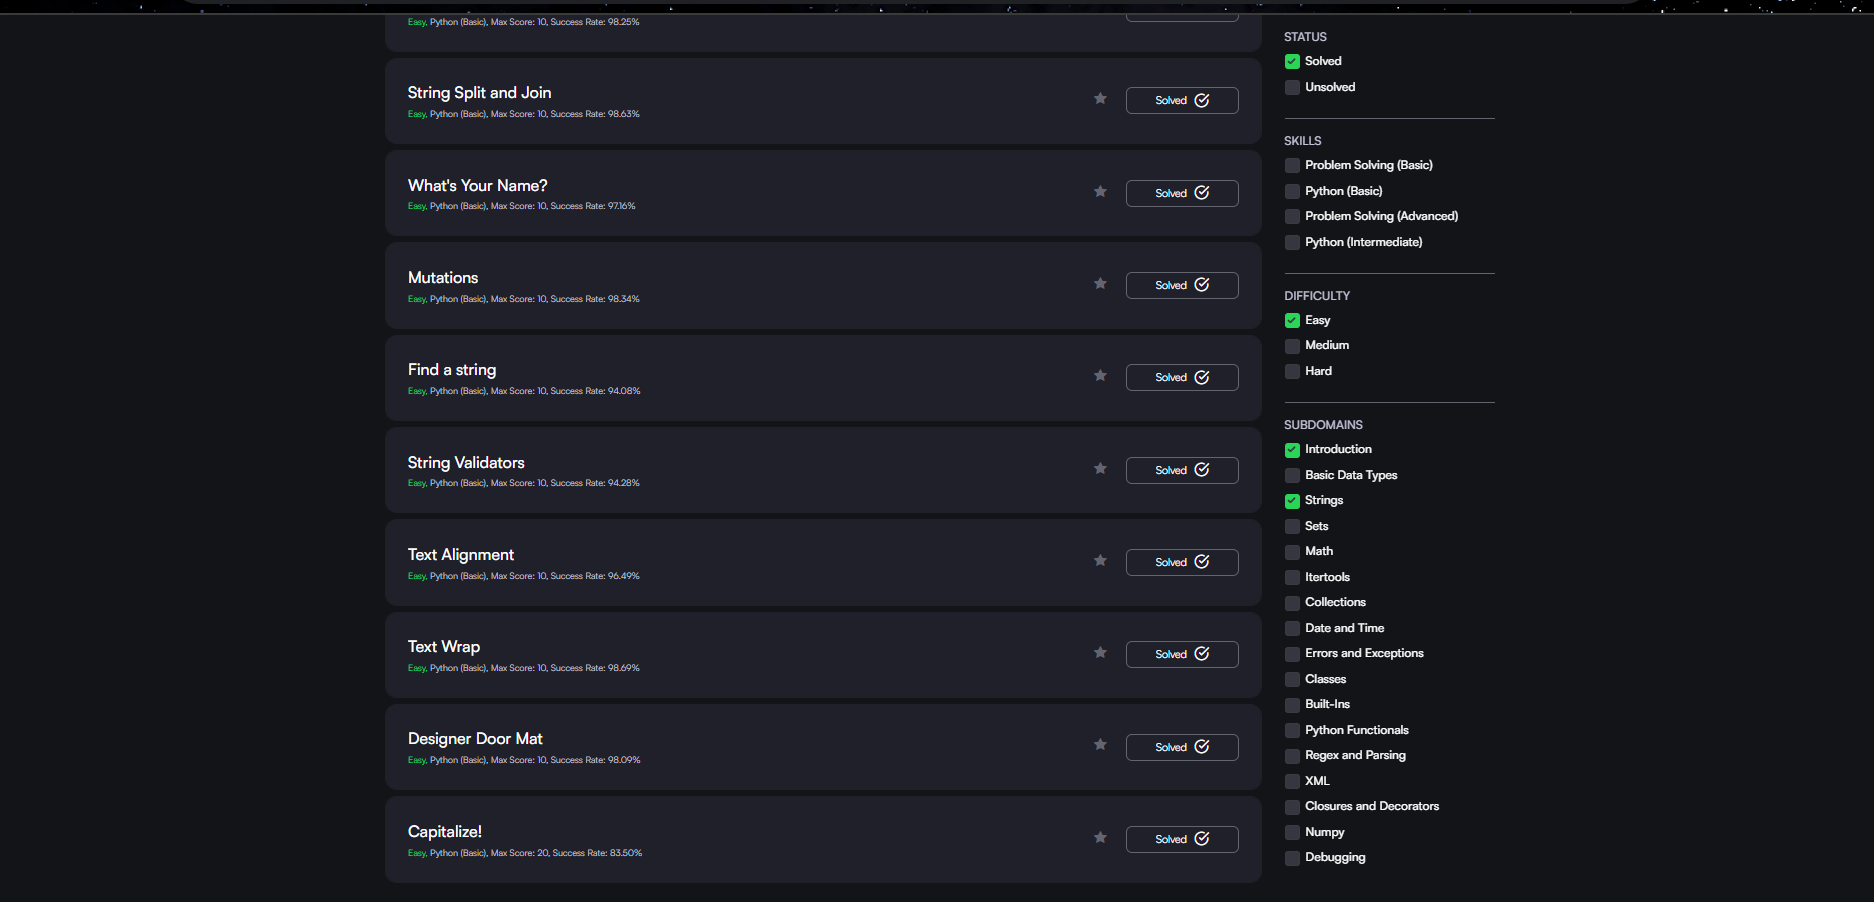 Easy, Python (Basic), Max Score: 10, Success Rate: 98.25%
String Split and Join
Easy, Python (Basic), Max Score: 10, Success Rate: 98.63%
Solved
What's Your Name?
Easy, Python (Basic), Max Score: 10, Success Rate: 97.16%
Solved
Mutations
Easy, Python (Basic), Max Score: 10, Success Rate: 98.34%
Solved
Find a string
Easy, Python (Basic), Max Score: 10, Success Rate: 94.08%
Solved
String Validators
Easy, Python (Basic), Max Score: 10, Success Rate: 94.28%
Solved
Text Alignment
Easy, Python (Basic), Max Score: 10, Success Rate: 96.49%
Solved
Text Wrap
Easy, Python (Basic), Max Score: 10, Success Rate: 98.69%
Solved
Designer Door Mat
Easy, Python (Basic), Max Score: 10, Success Rate: 98.09%
Solved
Capitalize!
Easy, Python (Basic), Max Score: 20, Success Rate: 83.50%
Solved
STATUS
Solved
Unsolved
SKILLS
Problem Solving (Basic)
Python (Basic)
Problem Solving (Advanced)
Python (Intermediate)
DIFFICULTY
Easy
Medium
Hard
SUBDOMAINS
Introduction
Basic Data Types
Strings
Sets
Math
Itertools
Collections
Date and Time
Errors and Exceptions
Classes
Built-Ins
Python Functionals
Regex and Parsing
XML
Closures and Decorators
Numpy
Debugging